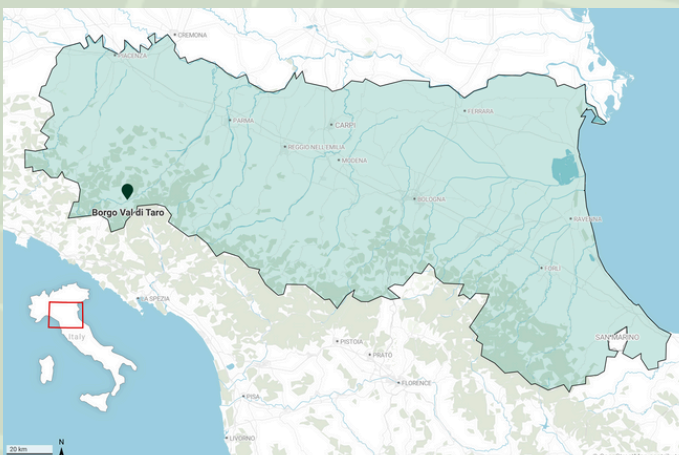 CREMONA
PIACENZA
FERRARA
PARMA
CARPI
REGGIO NELL'EMILIA
MODENA
BOLOGNA
Borgo Val di Taro
RAVENNA
FORLÌ
LA SPEZIA
SAN MARINO
Italy
PISTOIA
PRATO
FLORENCE
PISA
LIVORNO
N
20 km